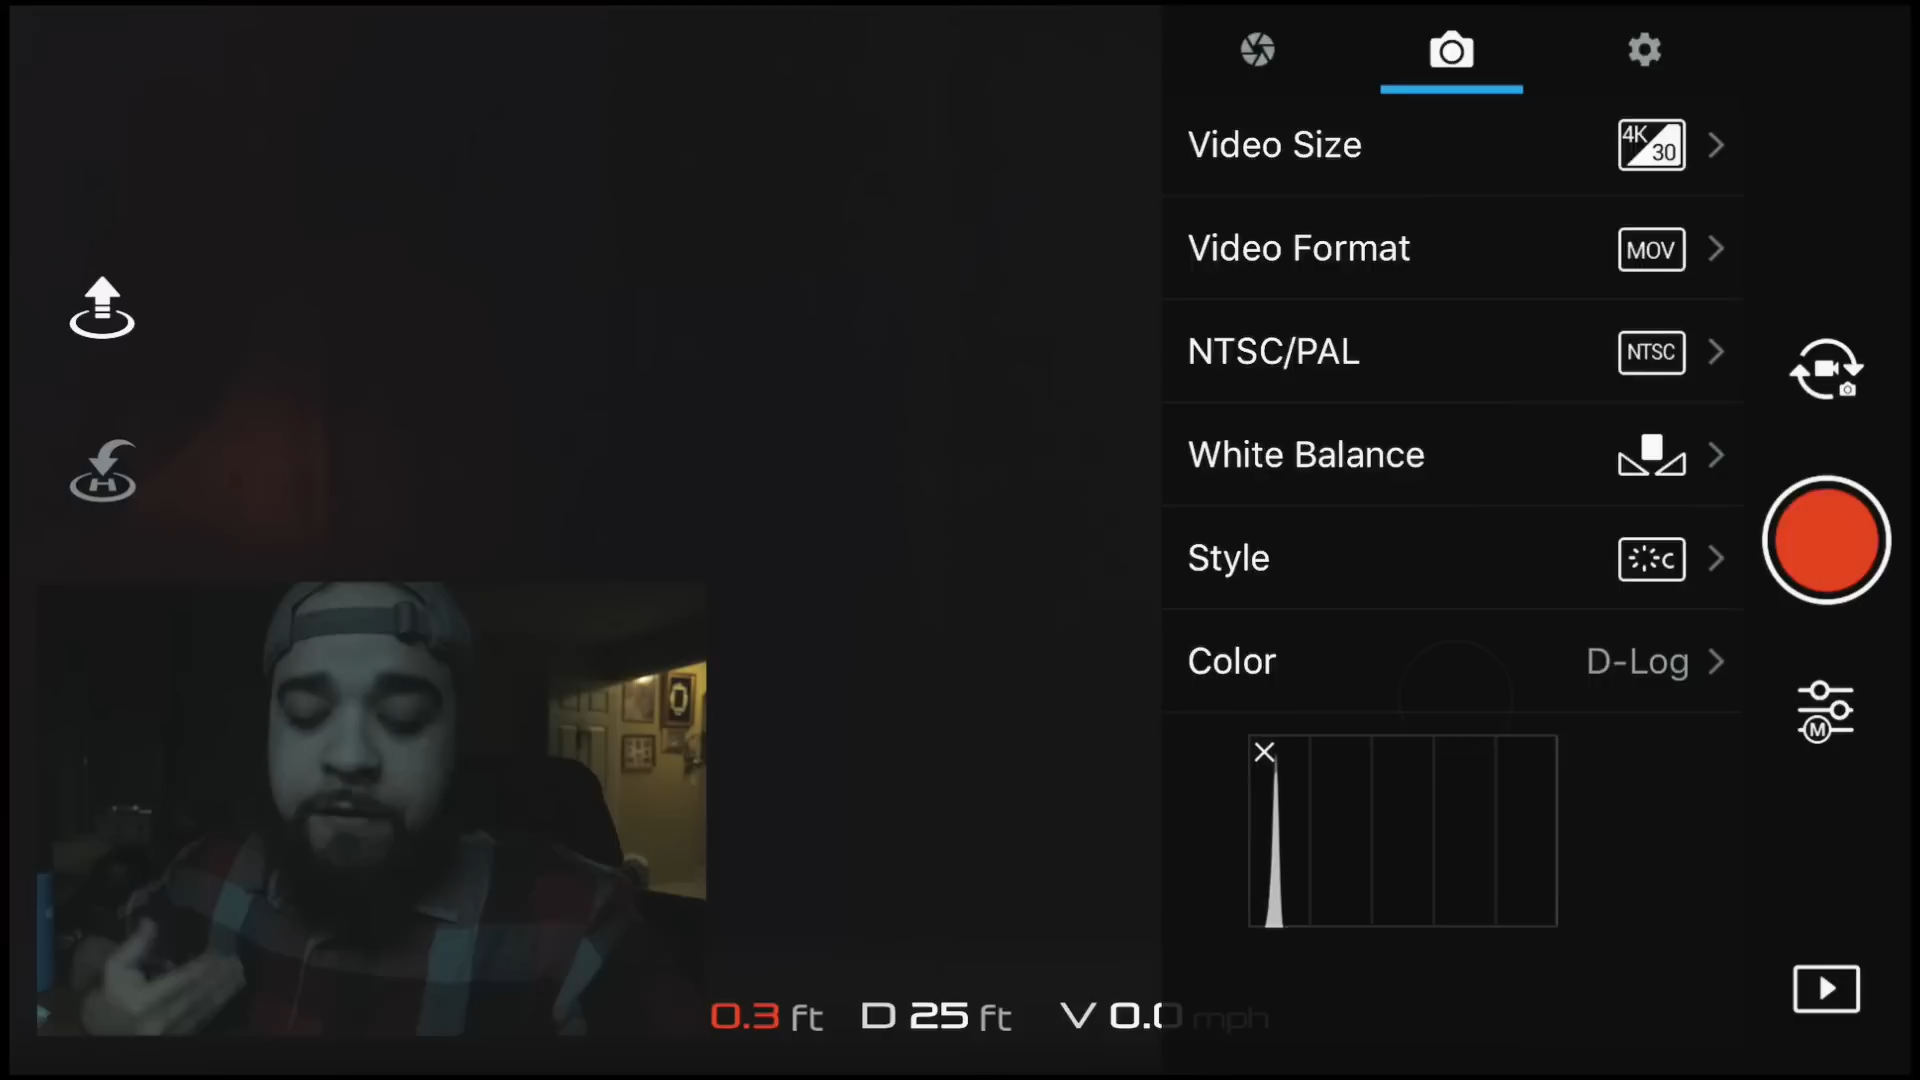 Video Size 4K 30
Video Format MOV
NTSC/PAL NTSC
White Balance
Style C
Color D-Log
M
H
0.3 ft D 25 ft V 0.0 mph